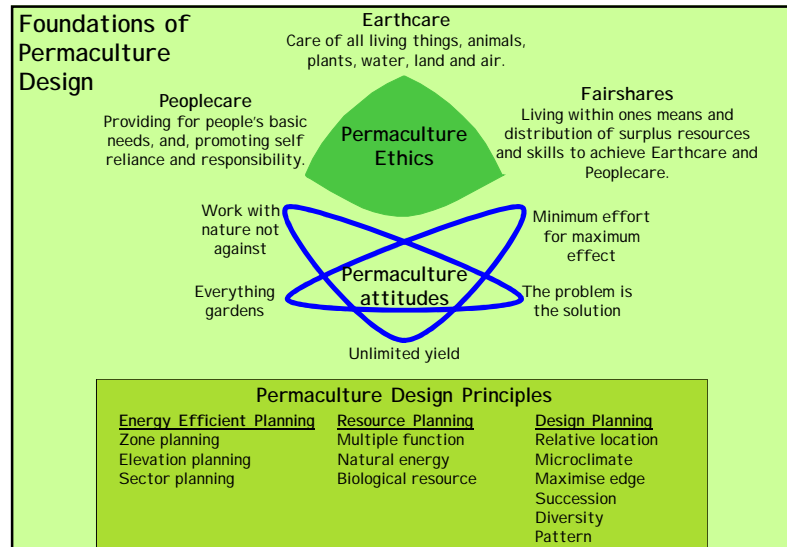 Foundations of
Permaculture
Design
Earthcare
Care of all living things, animals,
plants, water, land and air.
Peoplecare
Providing for people's basic
needs, and, promoting self
reliance and responsibility.
Permaculture
Ethics
Fairshares
Living within ones means and
distribution of surplus resources
and skills to achieve Earthcare and
Peoplecare.
Work with
nature not
against
Minimum effort
for maximum
effect
Permaculture
attitudes
Everything
gardens
The problem is
the solution
Unlimited yield
Permaculture Design Principles
Energy Efficient Planning
Zone planning
Elevation planning
Sector planning
Resource Planning
Multiple function
Natural energy
Biological resource
Design Planning
Relative location
Microclimate
Maximise edge
Succession
Diversity
Pattern